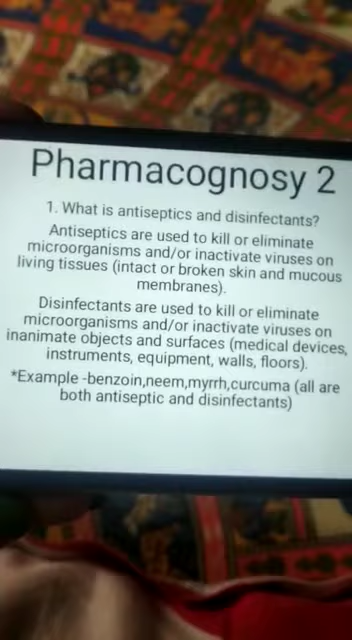 Pharmacognosy 2
1. What is antiseptics and disinfectants?
Antiseptics are used to kill or eliminate
microorganisms and/or inactivate viruses on
living tissues (intact or broken skin and mucous
membranes).
Disinfectants are used to kill or eliminate
microorganisms and/or inactivate viruses on
inanimate objects and surfaces (medical devices,
instruments, equipment, walls, floors).
*Example -benzoin,neem,myrrh,curcuma (all are
both antiseptic and disinfectants)